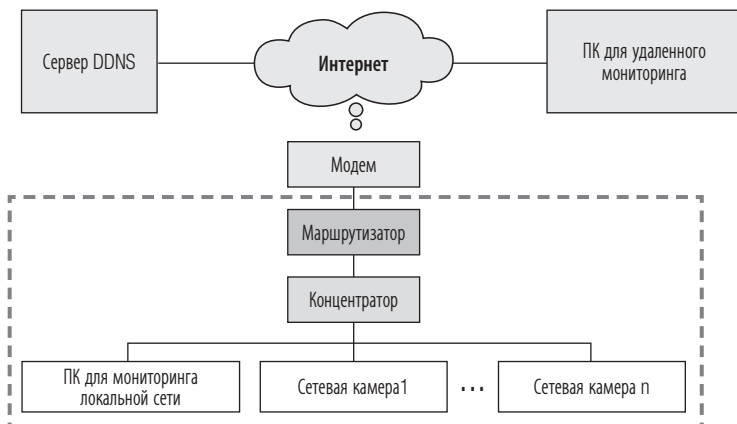 Сервер DDNS
Интернет
ПК для удаленного
мониторинга
Модем
Маршрутизатор
Концентратор
ПК для мониторинга
локальной сети
Сетевая камера1
...
Сетевая камера n